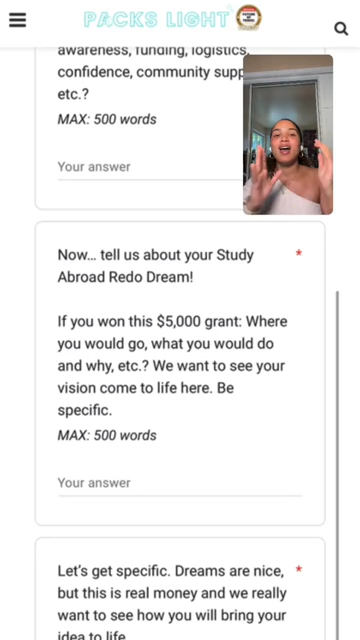 PACKS LIGHT
awareness, funding, logistics,
confidence, community supp
etc.?
MAX: 500 words
Your answer
Now... tell us about your Study *
Abroad Redo Dream!
If you won this $5,000 grant: Where
you would go, what you would do
and why, etc.? We want to see your
vision come to life here. Be
specific.
MAX: 500 words
Your answer
Let's get specific. Dreams are nice, *
but this is real money and we really
want to see how you will bring your
idea to life.